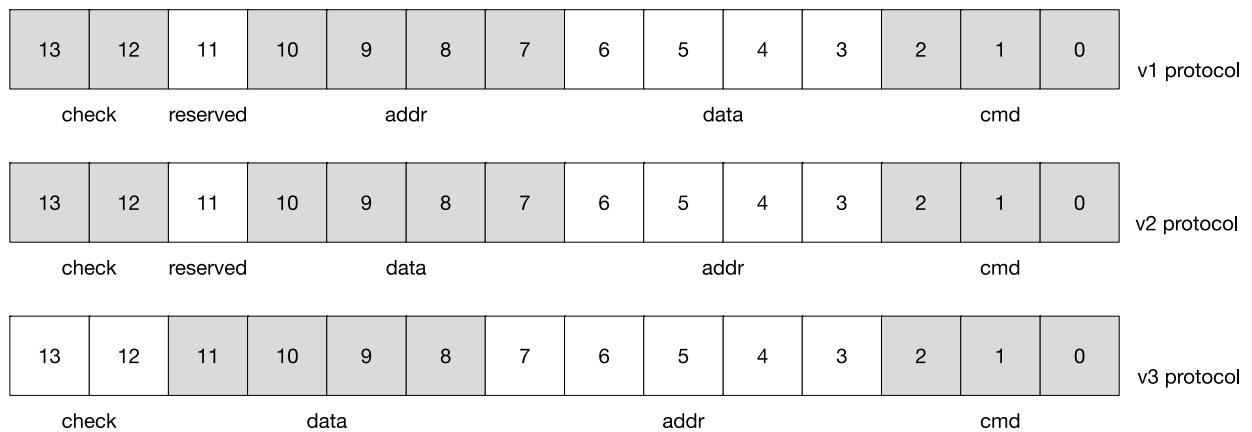 13 12 11 10 9 8 7 6 5 4 3 2 1 0 v1 protocol
check reserved addr data cmd
13 12 11 10 9 8 7 6 5 4 3 2 1 0 v2 protocol
check reserved data addr cmd
13 12 11 10 9 8 7 6 5 4 3 2 1 0 v3 protocol
check data addr cmd